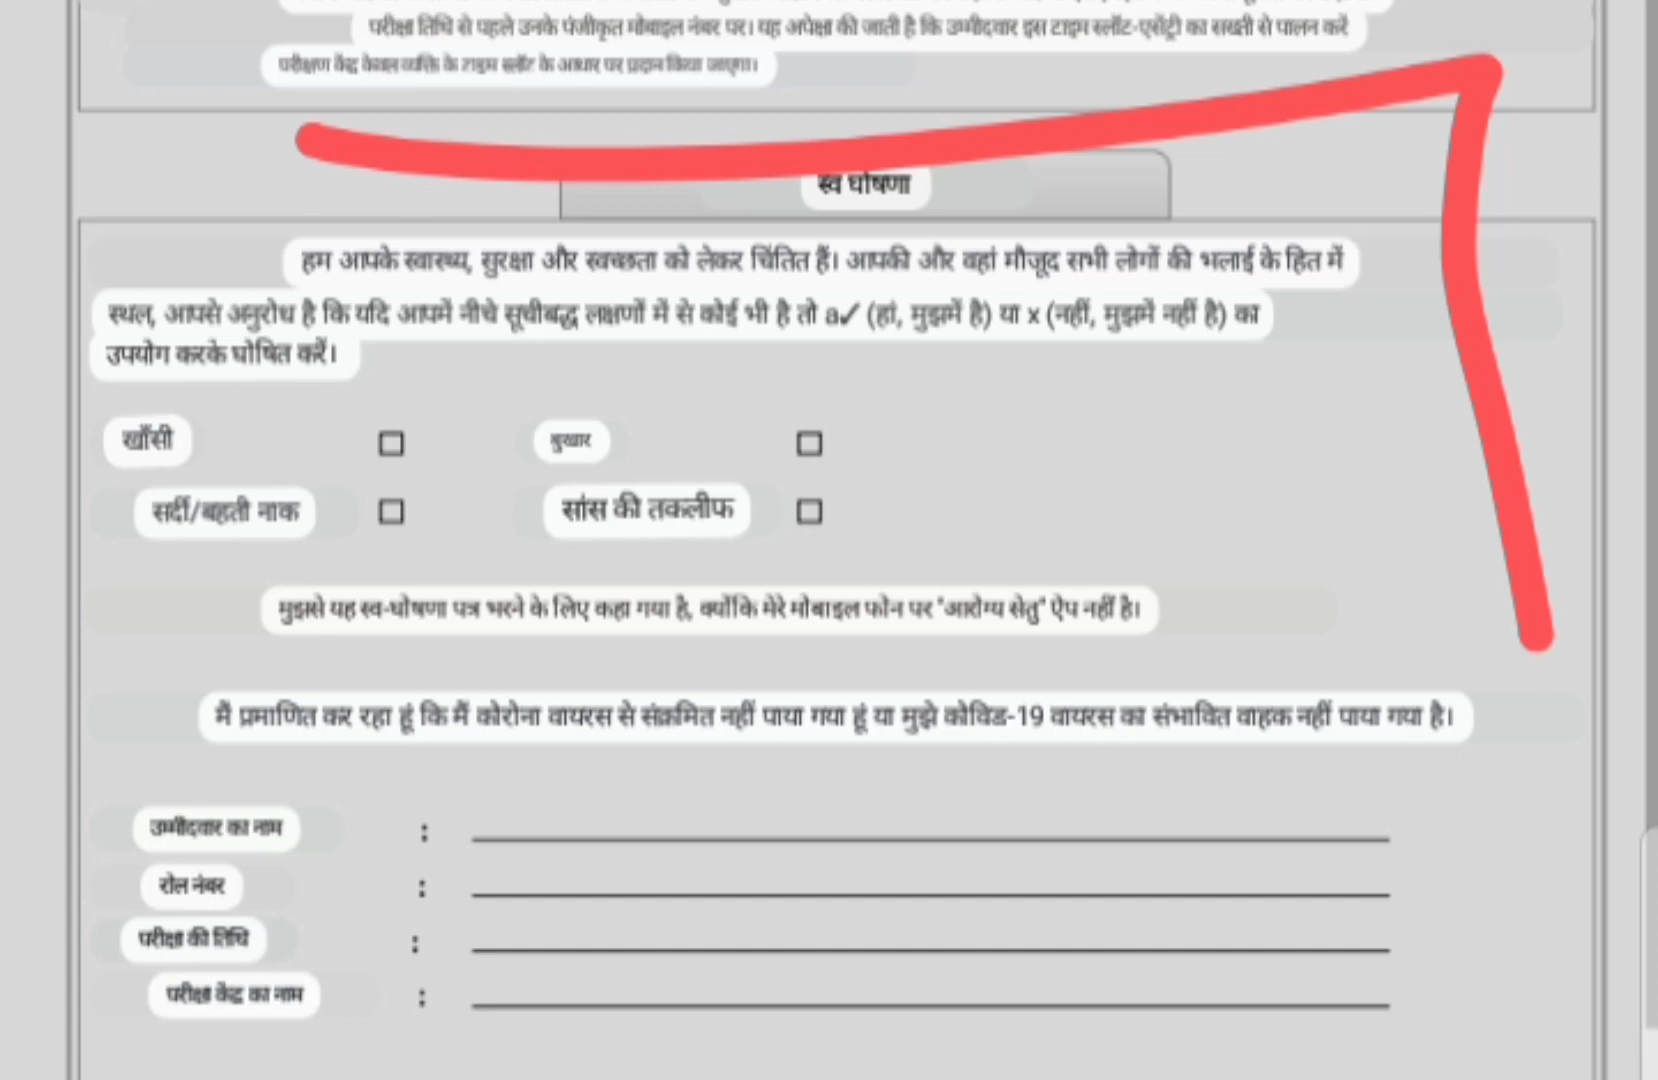 परीक्षा तिथि से पहले उनके पंजीकृत मोबाइल नंबर पर। यह अपेक्षा की जाती है कि उम्मीदवार इस टाइम स्लॉट-एसेंट्री का सख्ती से पालन करें
परीक्षण केंद्र केवल व्यक्ति के टाइम स्लॉट के आधार पर प्रदान किया जाएगा।
स्व घोषणा
हम आपके स्वास्थ्य, सुरक्षा और स्वच्छता को लेकर चिंतित हैं। आपकी और वहां मौजूद सभी लोगों की भलाई के हित में
स्थल, आपसे अनुरोध है कि यदि आपमें नीचे सूचीबद्ध लक्षणों में से कोई भी है तो a✓ (हां, मुझमें है) या x (नहीं, मुझमें नहीं है) का
उपयोग करके घोषित करें।
खाँसी □ बुखार □
सर्दी/बहती नाक □ सांस की तकलीफ □
मुझसे यह स्व-घोषणा पत्र भरने के लिए कहा गया है, क्योंकि मेरे मोबाइल फोन पर "आरोग्य सेतु" ऐप नहीं है।
मैं प्रमाणित कर रहा हूं कि मैं कोरोना वायरस से संक्रमित नहीं पाया गया हूं या मुझे कोविड-19 वायरस का संभावित वाहक नहीं पाया गया है।
उम्मीदवार का नाम :
रोल नंबर :
परीक्षा की तिथि :
परीक्षा केंद्र का नाम :